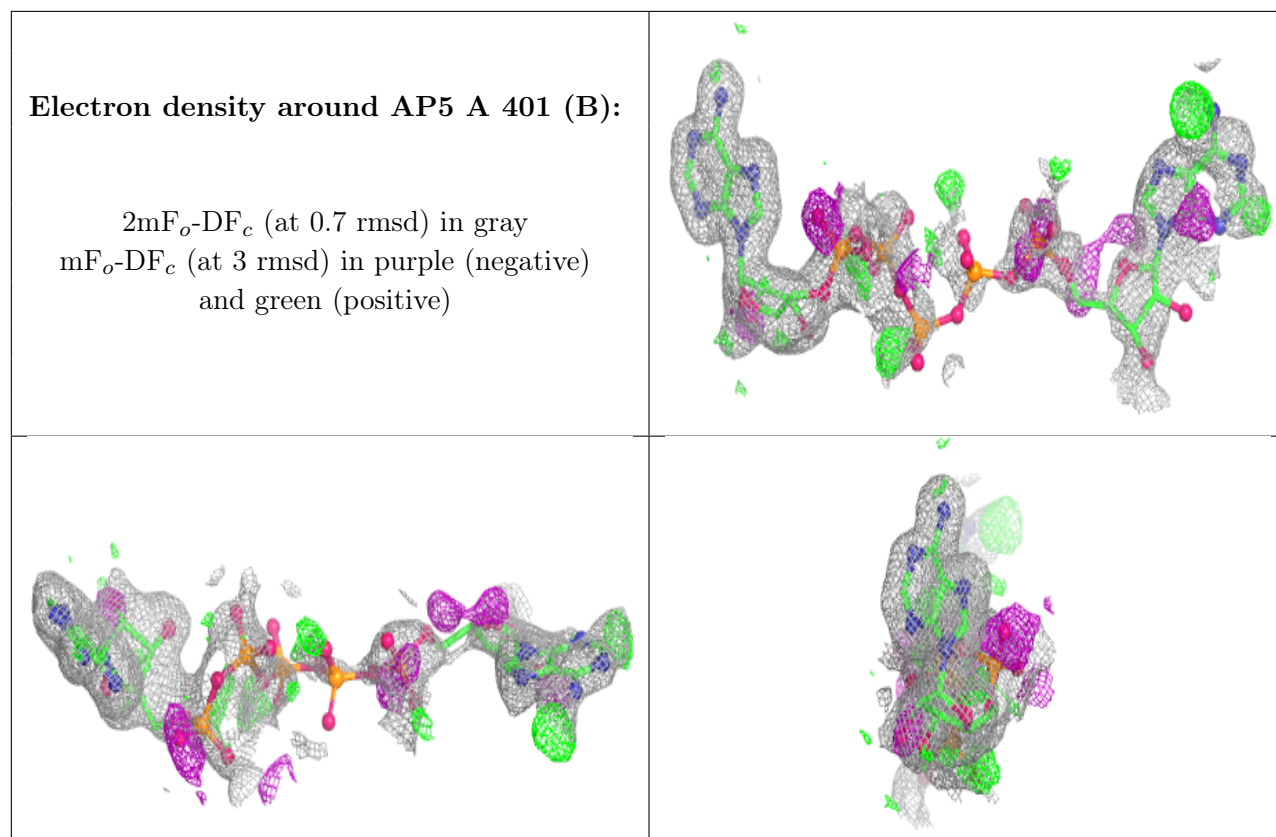 Electron density around AP5 A 401 (B):
2mFo-DFc (at 0.7 rmsd) in gray
mFo-DFc (at 3 rmsd) in purple (negative)
and green (positive)